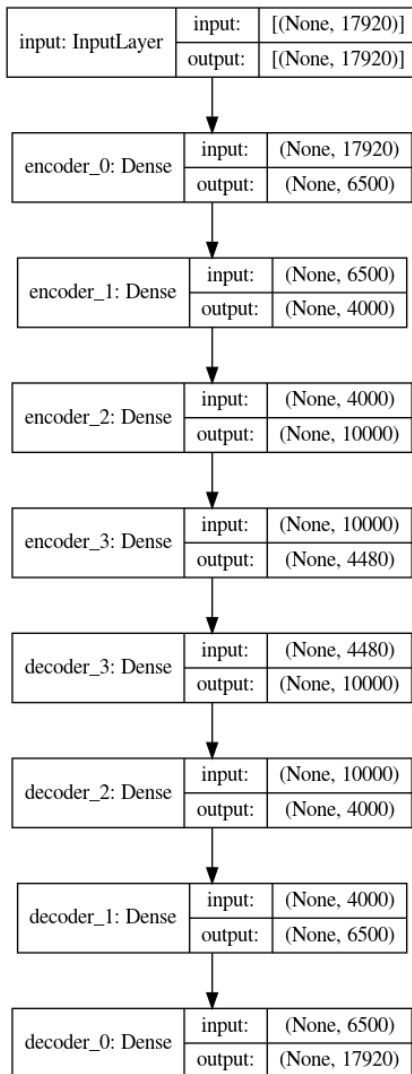 input: InputLayer
input: [(None, 17920)]
output: [(None, 17920)]
encoder_0: Dense
input: (None, 17920)
output: (None, 6500)
encoder_1: Dense
input: (None, 6500)
output: (None, 4000)
encoder_2: Dense
input: (None, 4000)
output: (None, 10000)
encoder_3: Dense
input: (None, 10000)
output: (None, 4480)
decoder_3: Dense
input: (None, 4480)
output: (None, 10000)
decoder_2: Dense
input: (None, 10000)
output: (None, 4000)
decoder_1: Dense
input: (None, 4000)
output: (None, 6500)
decoder_0: Dense
input: (None, 6500)
output: (None, 17920)